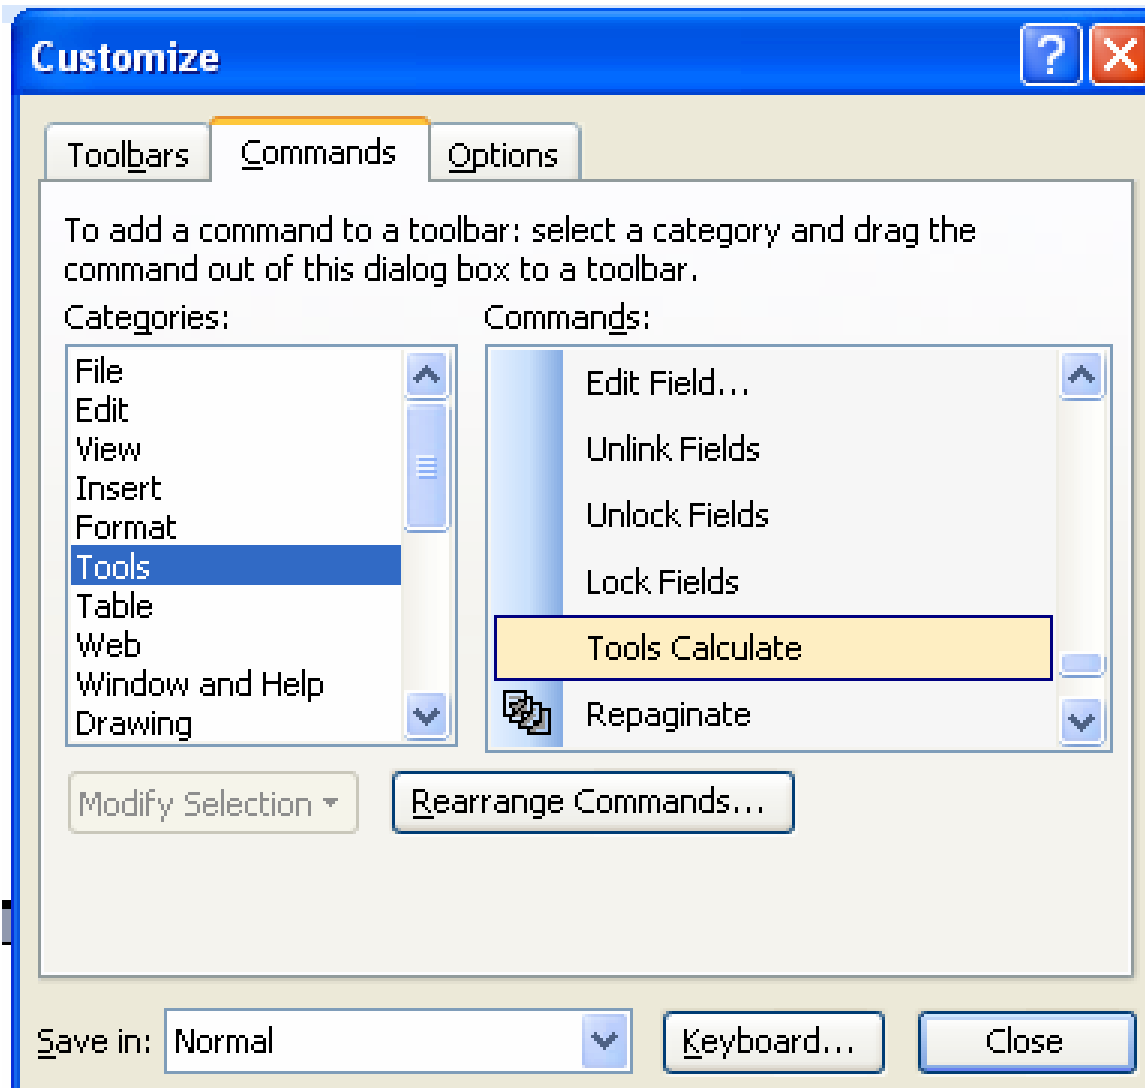 Customize
Toolbars Commands Options
To add a command to a toolbar: select a category and drag the
command out of this dialog box to a toolbar.
Categories:
File
Edit
View
Insert
Format
Tools
Table
Web
Window and Help
Drawing
Commands:
Edit Field...
Unlink Fields
Unlock Fields
Lock Fields
Tools Calculate
Repaginate
Modify Selection
Rearrange Commands...
Save in: Normal Keyboard... Close